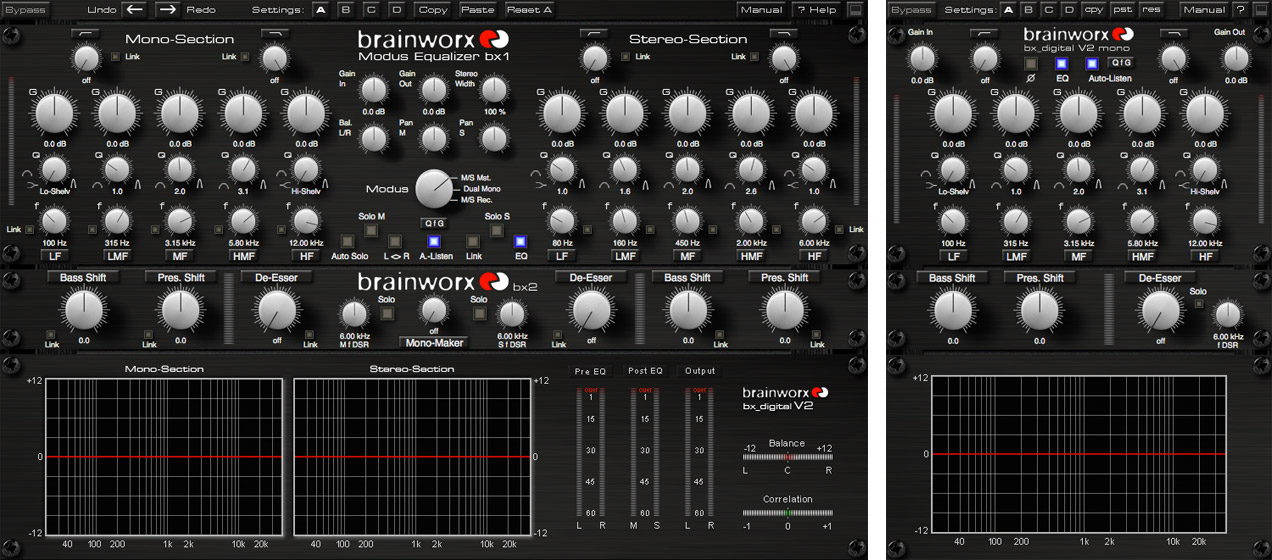 Bypass Undo Redo Settings: A B C D Copy Paste Reset A Manual ? Help
Mono-Section
brainworx
Modus Equalizer bx1
Stereo-Section
Link Link Link Link
off off off off
Gain In Gain Out Stereo Width
0.0 dB 0.0 dB 100 %
Bal. L/R Pan M Pan S
G G G G G
0.0 dB 0.0 dB 0.0 dB 0.0 dB 0.0 dB
Q Q Q Q Q
Lo-Shelv 1.0 2.0 3.1 Hi-Shelv
f f f f f
Link
100 Hz 315 Hz 3.15 kHz 5.80 kHz 12.00 kHz
LF LMF MF HMF HF
Modus
M/S Mst.
Dual Mono
M/S Rec.
Solo M QfG Solo S
Auto Solo L<>R A.-Listen Link EQ
G G G G G
0.0 dB 0.0 dB 0.0 dB 0.0 dB 0.0 dB
Q Q Q Q Q
1.0 1.6 2.0 2.6 1.0
f f f f f
Link
80 Hz 160 Hz 450 Hz 2.00 kHz 6.00 kHz
LF LMF MF HMF HF
Bass Shift Pres. Shift De-Esser
brainworx bx2
De-Esser Bass Shift Pres. Shift
Solo Solo
0.0 0.0 off
6.00 kHz
M f DSR
off
Mono-Maker
6.00 kHz
S f DSR
off 0.0 0.0
Link Link Link Link Link Link
Mono-Section Stereo-Section
+12 +12
0 0
-12 -12
40 100 200 1k 2k 10k 20k
40 100 200 1k 2k 10k 20k
Pre EQ Post EQ Output
over over over
1 1 1
15 15 15
30 30 30
45 45 45
60 60 60
L R M S L R
brainworx
bx_digital V2
Balance
-12 +12
L C R
Correlation
-1 0 +1
Bypass Settings: A B C D cpy pst res Manual ?
Gain In Gain Out
brainworx
bx_digital V2 mono
QfG
0.0 dB off Ø EQ Auto-Listen off 0.0 dB
G G G G G
0.0 dB 0.0 dB 0.0 dB 0.0 dB 0.0 dB
Q Q Q Q Q
Lo-Shelv 1.0 2.0 3.1 Hi-Shelv
f f f f f
100 Hz 315 Hz 3.15 kHz 5.80 kHz 12.00 kHz
LF LMF MF HMF HF
Bass Shift Pres. Shift De-Esser
Solo
0.0 0.0 off
6.00 kHz
f DSR
+12
0
-12
40 100 200 1k 2k 10k 20k